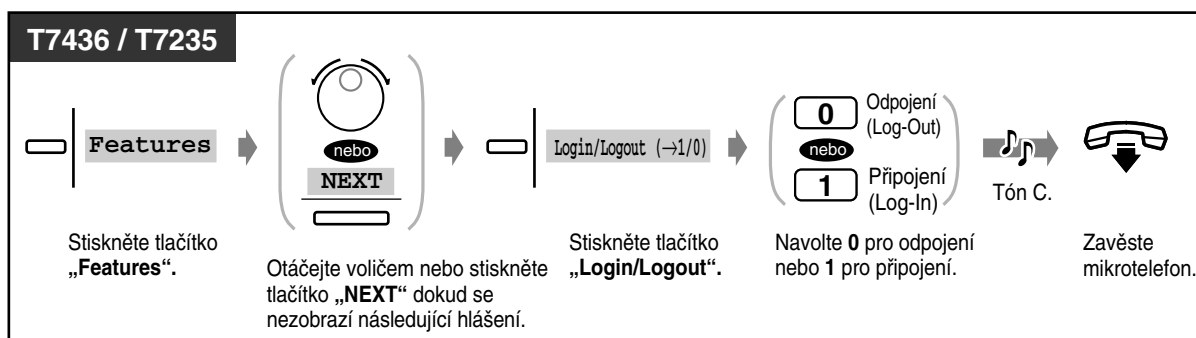 T7436 / T7235
Features
nebo
NEXT
Login/Logout (→1/0)
0
Odpojení
(Log-Out)
nebo
1
Připojení
(Log-In)
Tón C.
Stiskněte tlačítko
„Features“.
Otáčejte voličem nebo stiskněte
tlačítko „NEXT“ dokud se
nezobrazí následující hlášení.
Stiskněte tlačítko
„Login/Logout“.
Navolte 0 pro odpojení
nebo 1 pro připojení.
Zavěste
mikrotelefon.